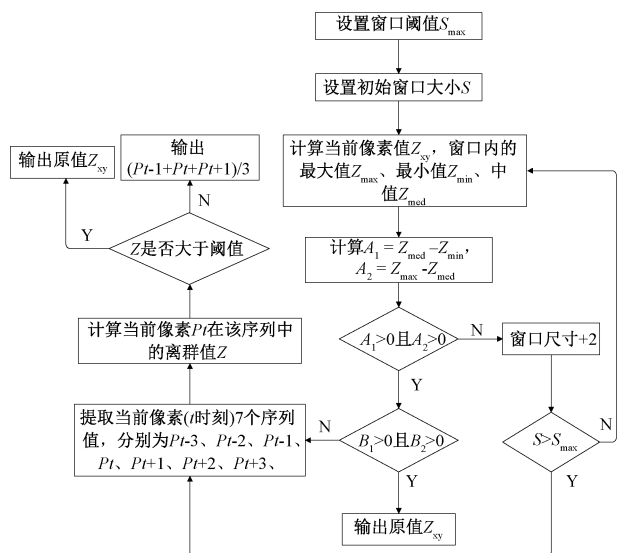 设置窗口阈值Smax
设置初始窗口大小S
计算当前像素值Zxy，窗口内的
最大值Zmax、最小值Zmin、中
值Zmed
计算A1 = Zmed –Zmin,
A2 = Zmax -Zmed
A1>0且A2>0
N
窗口尺寸+2
Y
B1>0且B2>0
N
Y
输出原值Zxy
S>Smax
N
Y
提取当前像素(t时刻)7个序列
值，分别为Pt-3、Pt-2、Pt-1、
Pt、Pt+1、Pt+2、Pt+3、
计算当前像素Pt在该序列中
的离群值Z
Z是否大于阈值
Y
N
输出原值Zxy
输出
(Pt-1+Pt+Pt+1)/3